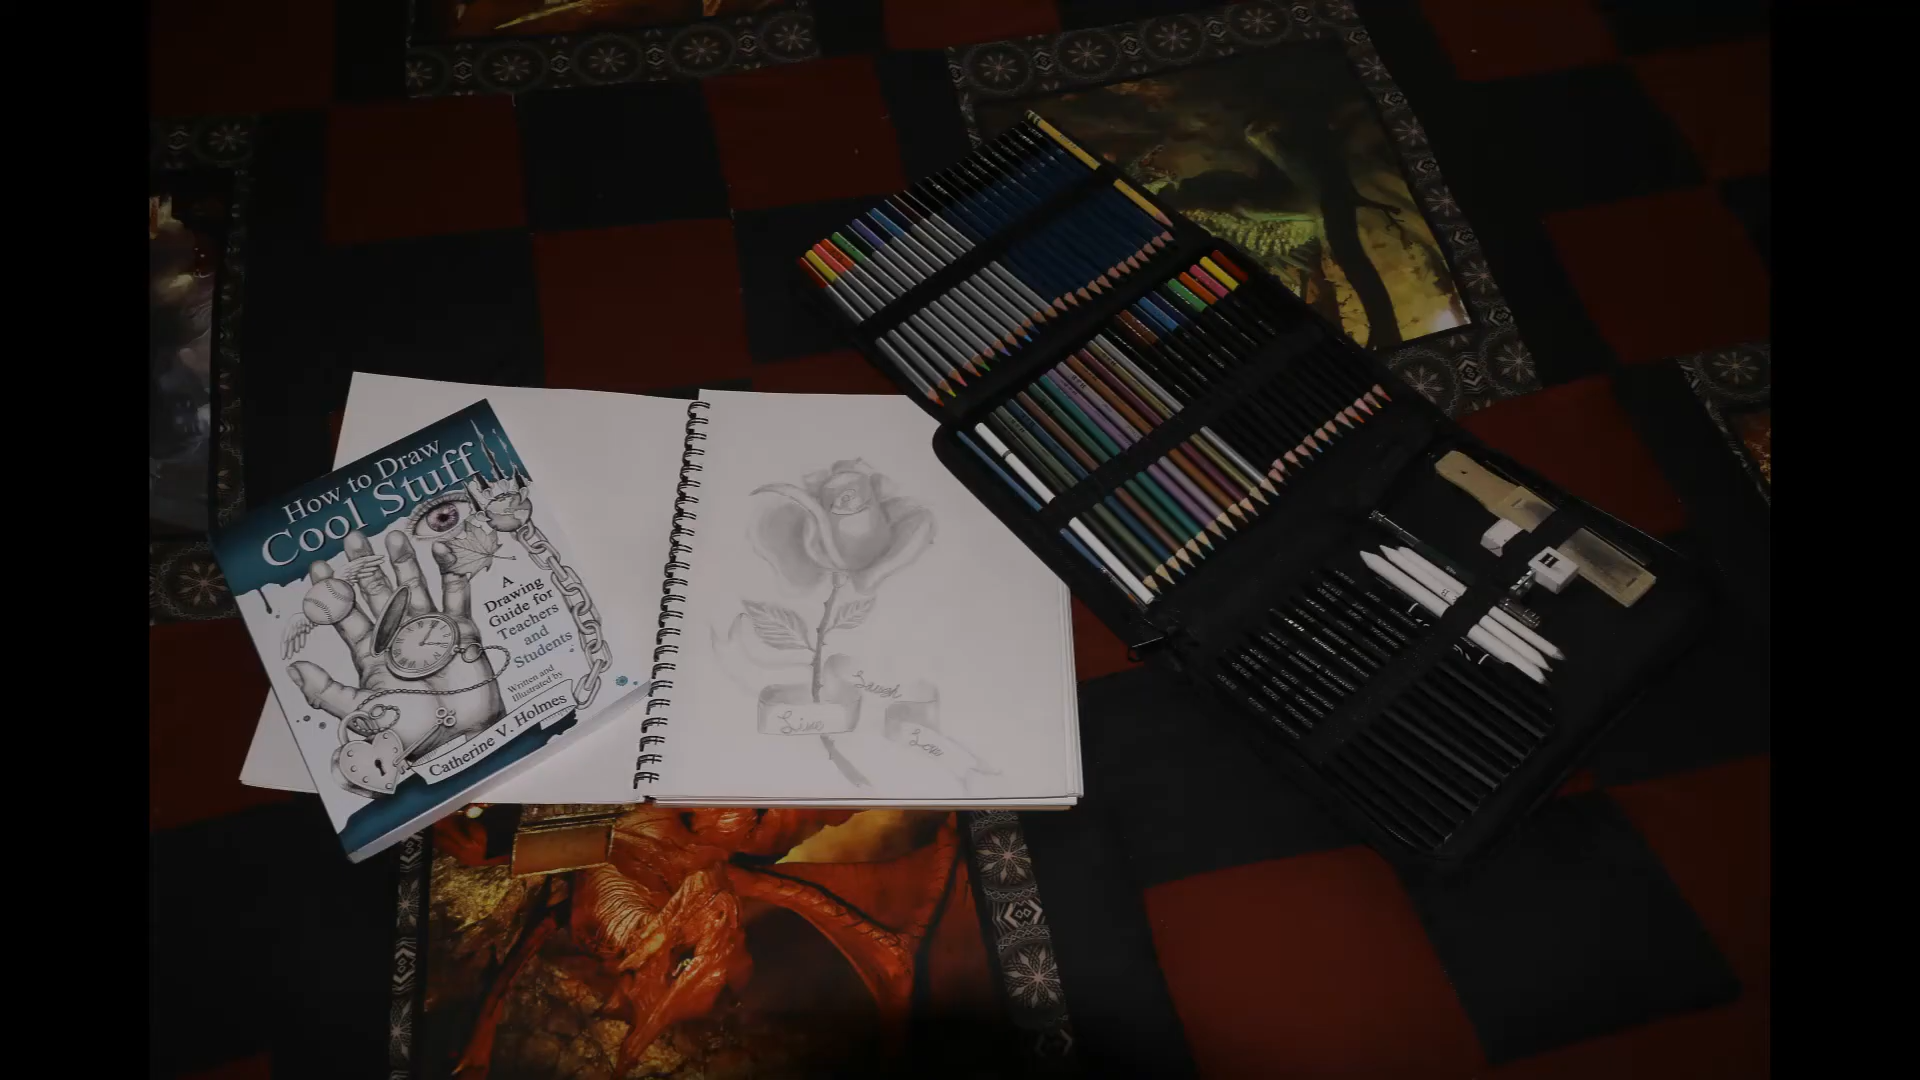 How to Draw
Cool Stuff
A
Drawing
Guide for
Teachers
and
Students
Written and
Illustrated by
Catherine V. Holmes
Laugh
Live
Love